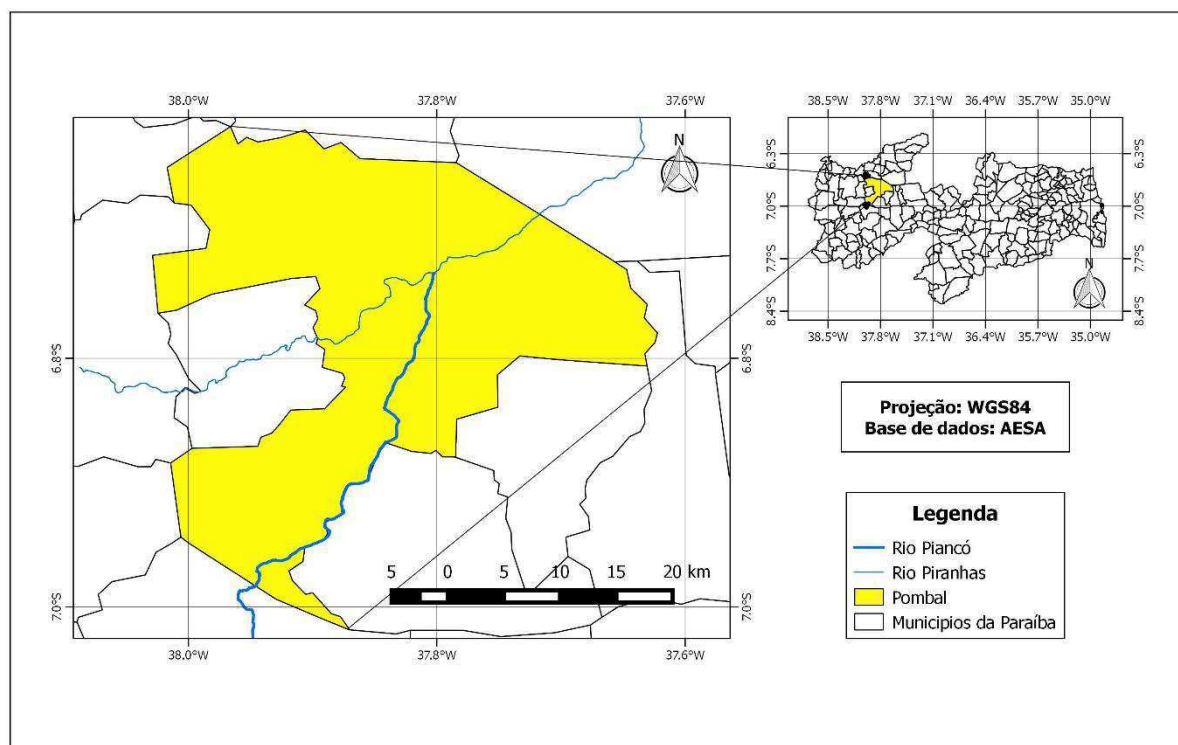 38.0°W 37.8°W 37.6°W
N
6.8°S 6.8°S
7.0°S 7.0°S
5 0 5 10 15 20 km
38.0°W 37.8°W 37.6°W
38.5°W 37.8°W 37.1°W 36.4°W 35.7°W 35.0°W
6.3°S 6.3°S
7.0°S 7.0°S
7.7°S 7.7°S
8.4°S 8.4°S
N
38.5°W 37.8°W 37.1°W 36.4°W 35.7°W 35.0°W
Projeção: WGS84
Base de dados: AESA
Legenda
Rio Piancó
Rio Piranhas
Pombal
Municipios da Paraíba